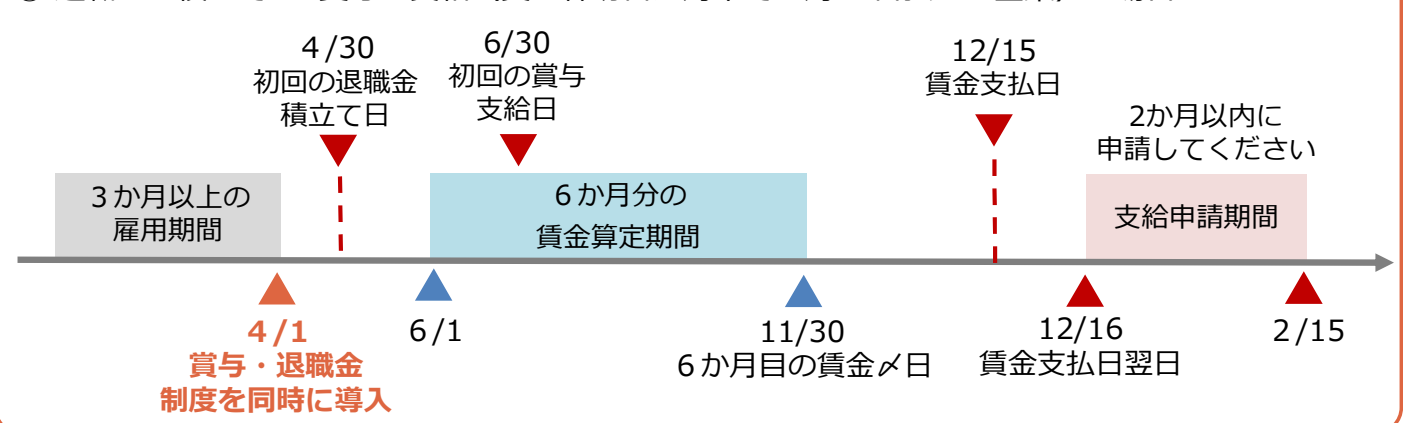 4/30
初回の退職金
積立て日
6/30
初回の賞与
支給日
12/15
賃金支払日
2か月以内に
申請してください
３か月以上の
雇用期間
６か月分の
賃金算定期間
支給申請期間
４/1
賞与・退職金
制度を同時に導入
6/1
11/30
６か月目の賃金〆日
12/16
賃金支払日翌日
2/15